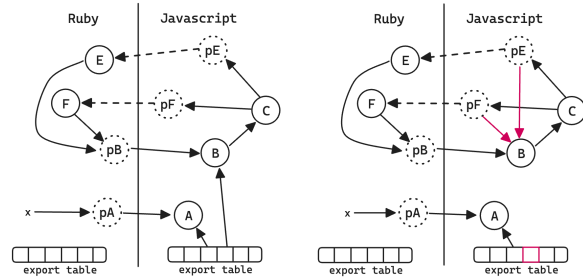 Ruby Javascript
pE
E
F pF C
pB B
x pA A
export table export table
Ruby Javascript
pE
E
F pF C
pB B
x pA A
export table export table